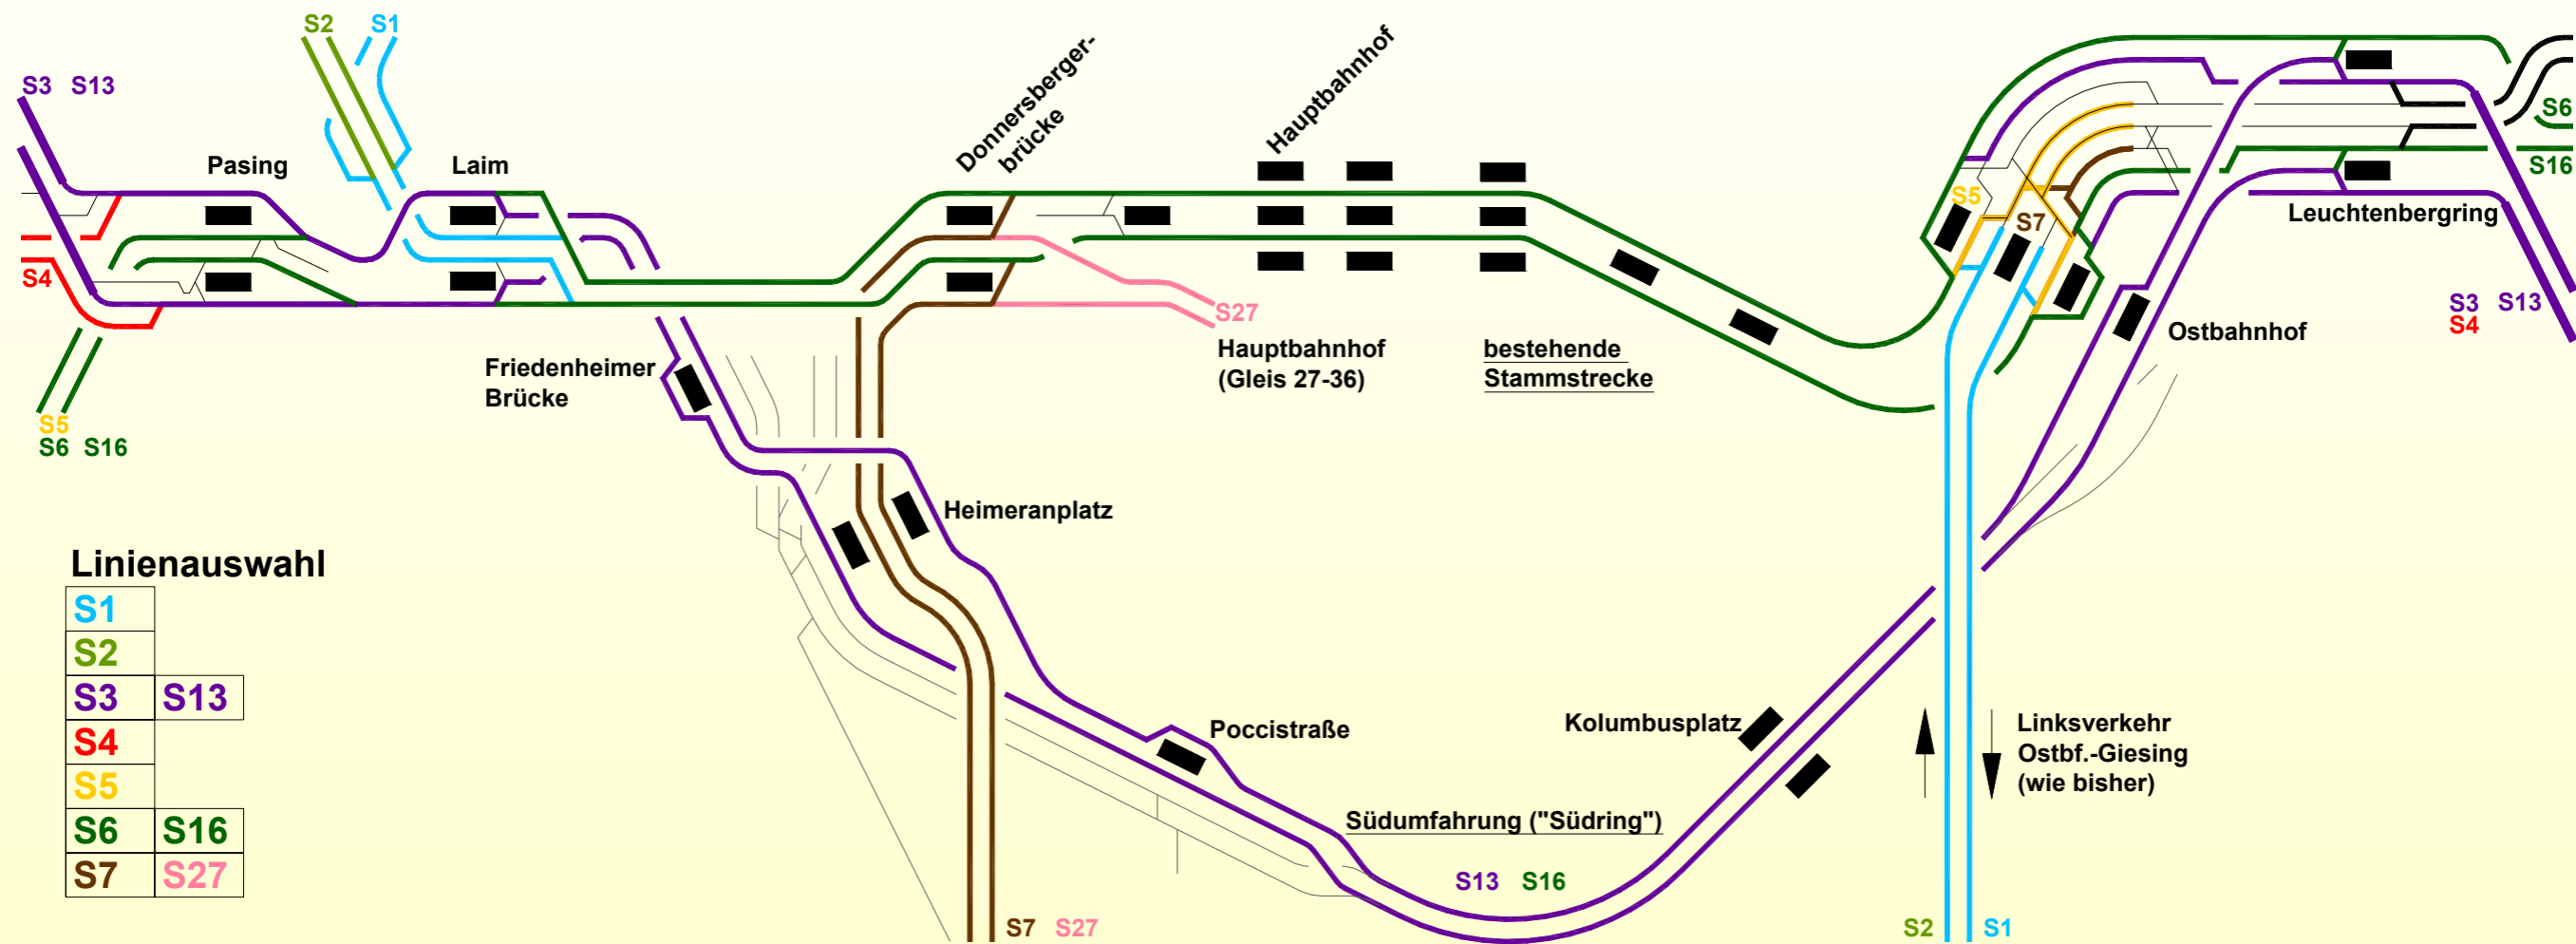 S2
S1
S3 S13
Pasing
Laim
Donnersberger-
brücke
Hauptbahnhof
S6
S16
S5
S7
Leuchtenbergring
S4
S27
Hauptbahnhof
(Gleis 27-36)
bestehende
Stammstrecke
Ostbahnhof
S3 S13
S4
Friedenheimer
Brücke
S5
S6 S16
Heimeranplatz
Linienauswahl
S1
S2
S3 S13
S4
S5
S6 S16
S7 S27
Poccistraße
Kolumbusplatz
Linksverkehr
Ostbf.-Giesing
(wie bisher)
Südumfahrung ("Südring")
S13 S16
S7 S27
S2
S1